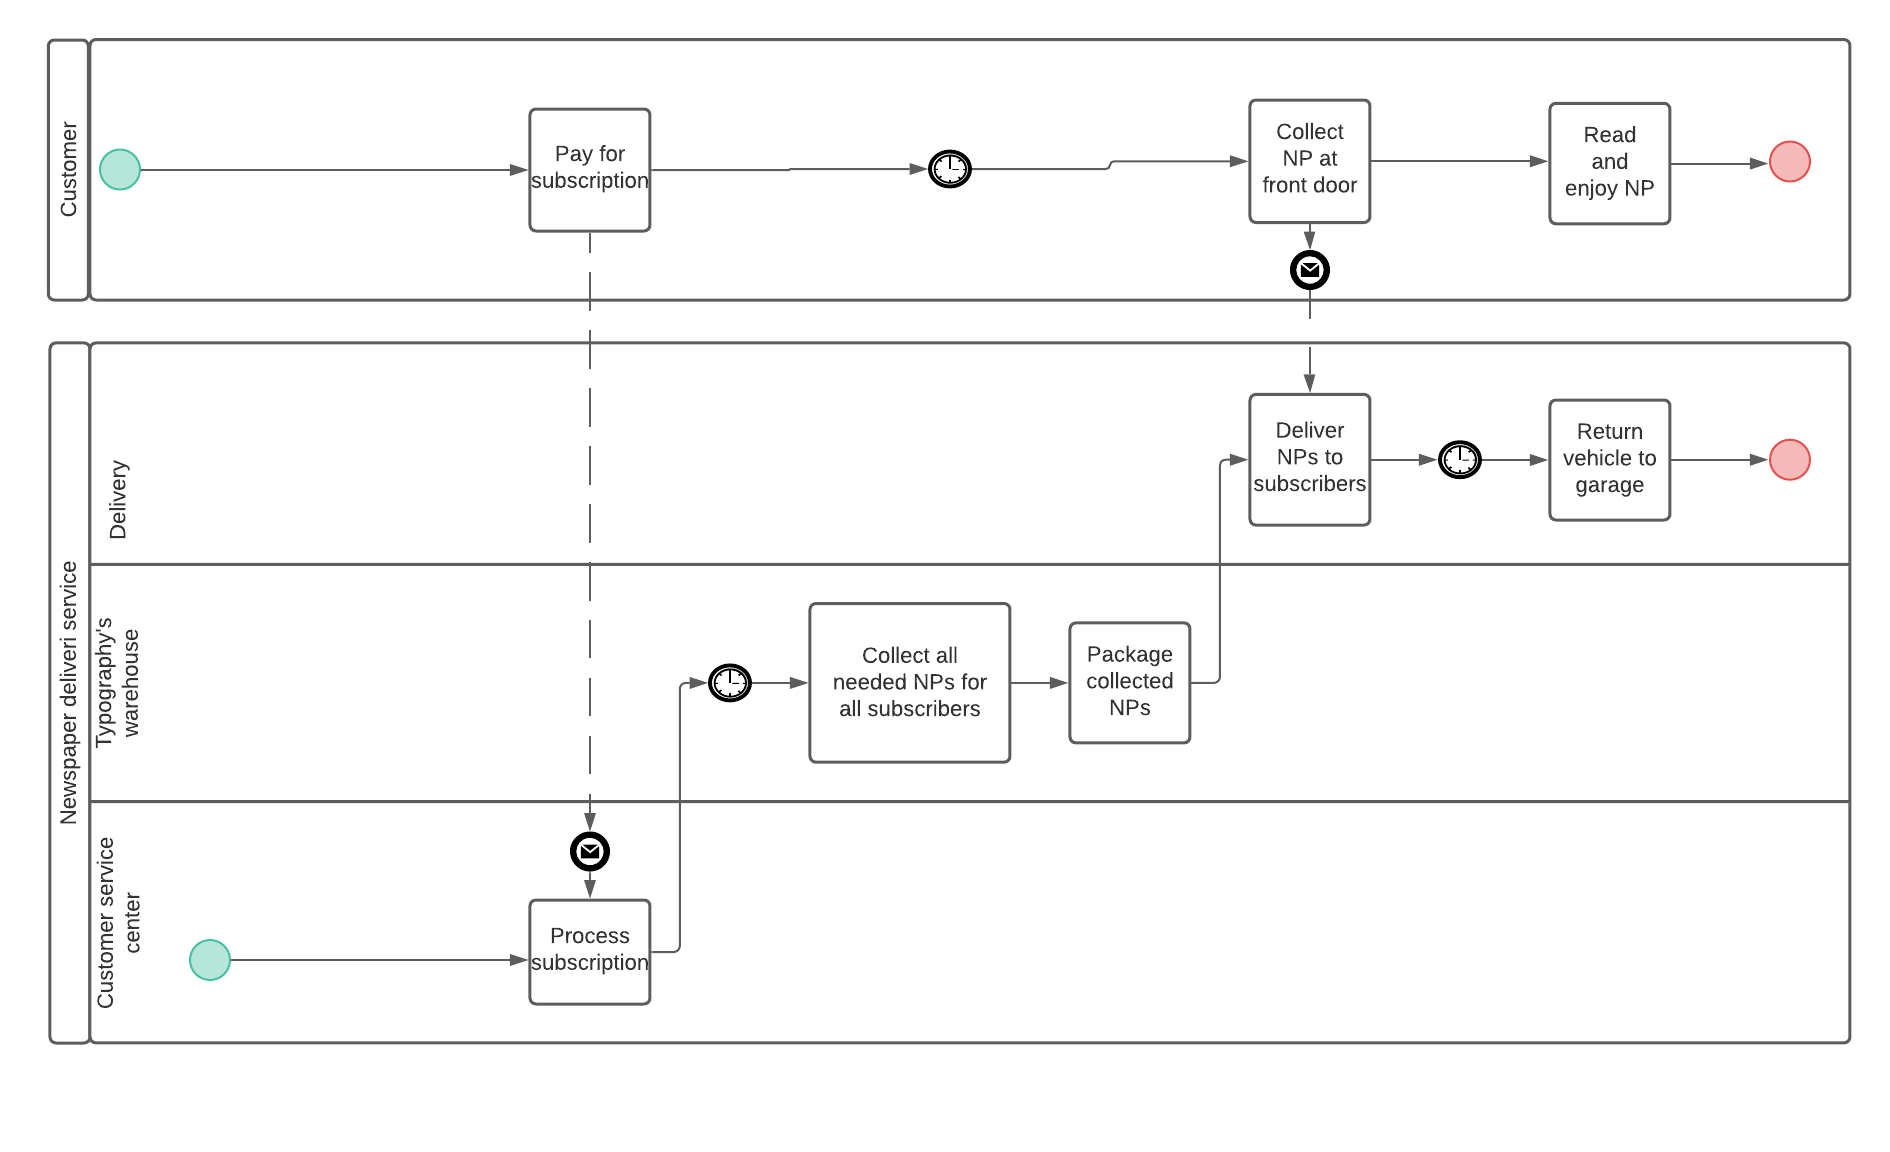 Customer
Pay for
subscription
Collect
NP at
front door
Read
and
enjoy NP
Newspaper deliveri service
Delivery
Deliver
NPs to
subscribers
Return
vehicle to
garage
Typography's
warehouse
Collect all
needed NPs for
all subscribers
Package
collected
NPs
Customer service
center
Process
subscription